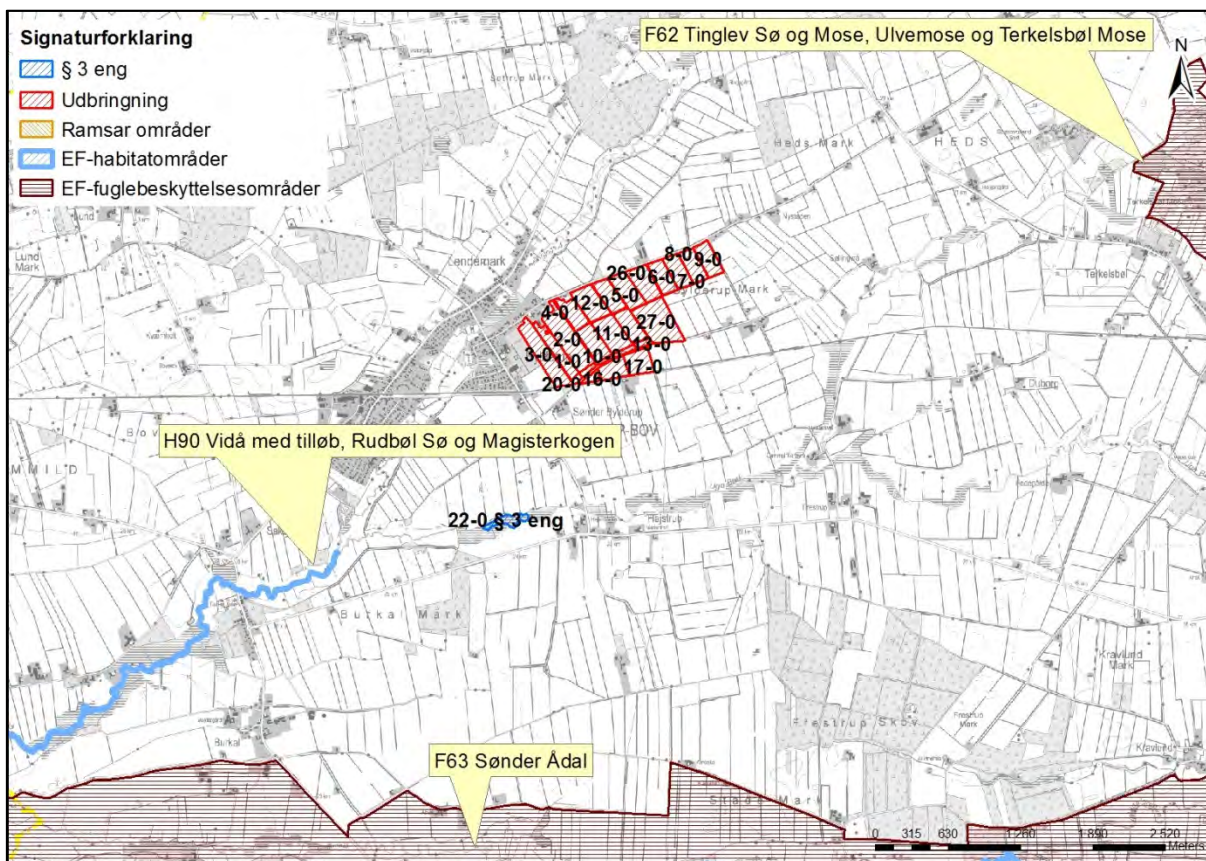 Signaturforklaring
§ 3 eng
Udbringning
Ramsar områder
EF-habitatområder
EF-fuglebeskyttelsesområder
F62 Tinglev Sø og Mose, Ulvemose og Terkelsbøl Mose
N
Heds Mark
HEDS
Lund
Lund
Mark
Lendemark
Terkelsbøl
8-0
9-0
26-0
6-0
7-0
4-0
12-0
5-0
2-0
11-0
27-0
3-0
1-0
10-0
13-0
20-0
16-0
17-0
Duborg
H90 Vidå med tilløb, Rudbøl Sø og Magisterkogen
22-0 § 3 eng
Burkal Mark
Kravlund
Mark
Frestrup Skov
Burkal
Kravlund
F63 Sønder Ådal
0 315 630 1.260 1.890 2.520
Meters